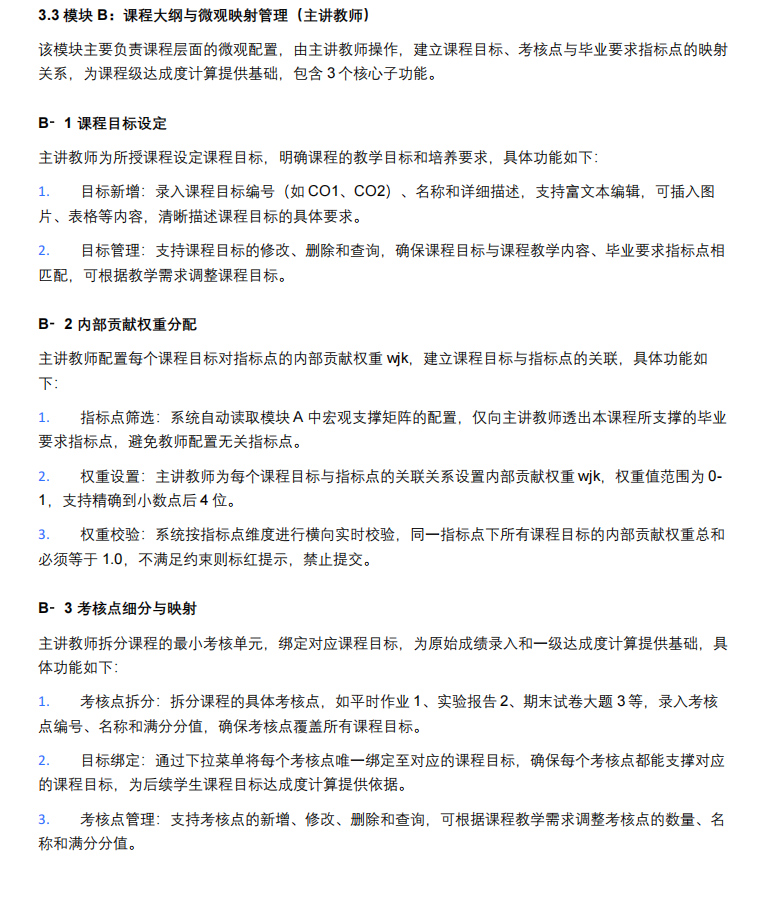 3.3 模块 B：课程大纲与微观映射管理（主讲教师）
该模块主要负责课程层面的微观配置，由主讲教师操作，建立课程目标、考核点与毕业要求指标点的映射
关系，为课程级达成度计算提供基础，包含 3 个核心子功能。
B- 1 课程目标设定
主讲教师为所授课程设定课程目标，明确课程的教学目标和培养要求，具体功能如下：
1. 目标新增：录入课程目标编号（如 CO1、CO2）、名称和详细描述，支持富文本编辑，可插入图
片、表格等内容，清晰描述课程目标的具体要求。
2. 目标管理：支持课程目标的修改、删除和查询，确保课程目标与课程教学内容、毕业要求指标点相
匹配，可根据教学需求调整课程目标。
B- 2 内部贡献权重分配
主讲教师配置每个课程目标对指标点的内部贡献权重 wjk，建立课程目标与指标点的关联，具体功能如
下：
1. 指标点筛选：系统自动读取模块 A 中宏观支撑矩阵的配置，仅向主讲教师透出本课程所支撑的毕业
要求指标点，避免教师配置无关指标点。
2. 权重设置：主讲教师为每个课程目标与指标点的关联关系设置内部贡献权重 wjk，权重值范围为 0-
1，支持精确到小数点后 4 位。
3. 权重校验：系统按指标点维度进行横向实时校验，同一指标点下所有课程目标的内部贡献权重总和
必须等于 1.0，不满足约束则标红提示，禁止提交。
B- 3 考核点细分与映射
主讲教师拆分课程的最小考核单元，绑定对应课程目标，为原始成绩录入和一级达成度计算提供基础，具
体功能如下：
1. 考核点拆分：拆分课程的具体考核点，如平时作业 1、实验报告 2、期末试卷大题 3 等，录入考核
点编号、名称和满分分值，确保考核点覆盖所有课程目标。
2. 目标绑定：通过下拉菜单将每个考核点唯一绑定至对应的课程目标，确保每个考核点都能支撑对应
的课程目标，为后续学生课程目标达成度计算提供依据。
3. 考核点管理：支持考核点的新增、修改、删除和查询，可根据课程教学需求调整考核点的数量、名
称和满分分值。